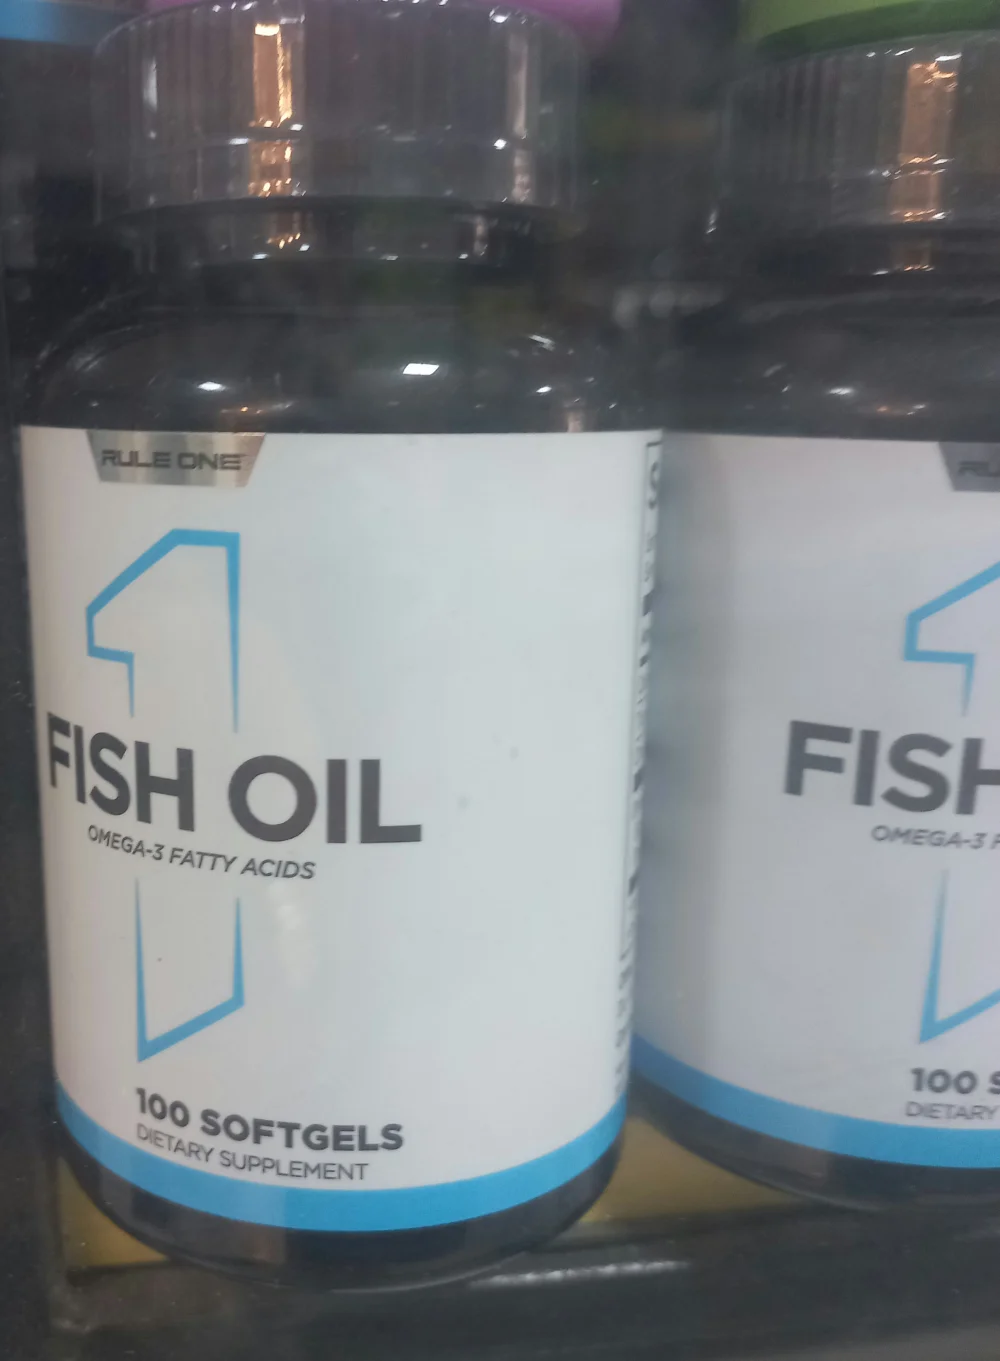 RULE ONE
FISH OIL
OMEGA-3 FATTY ACIDS
100 SOFTGELS
DIETARY SUPPLEMENT
FISH
OMEGA-3
100
DIETARY